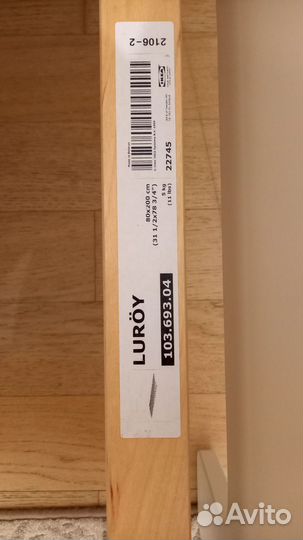 LURÖY
103.693.04
80x200 cm
(31 1/2x78 3/4")
5 kg
(11 lbs)
22745
IKEA
2106-2
Avito